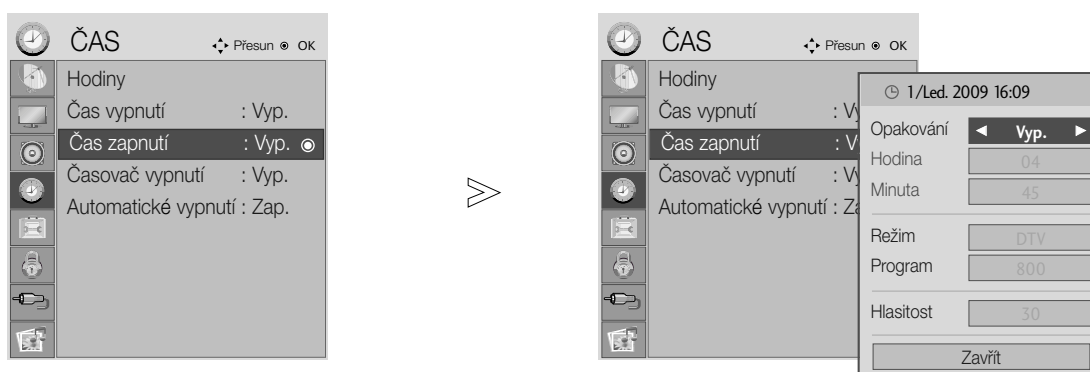 ČAS
Přesun OK
Hodiny
Čas vypnutí : Vyp.
Čas zapnutí : Vyp.
Časovač vypnutí : Vyp.
Automatické vypnutí : Zap.
ČAS
Přesun OK
Hodiny
Čas vypnutí
Čas zapnutí
Časovač vypnutí
Automatické vypnutí
1/Led. 2009 16:09
Opakování ◄ Vyp. ►
Hodina 04
Minuta 45
Režim DTV
Program 800
Hlasitost 30
Zavřít